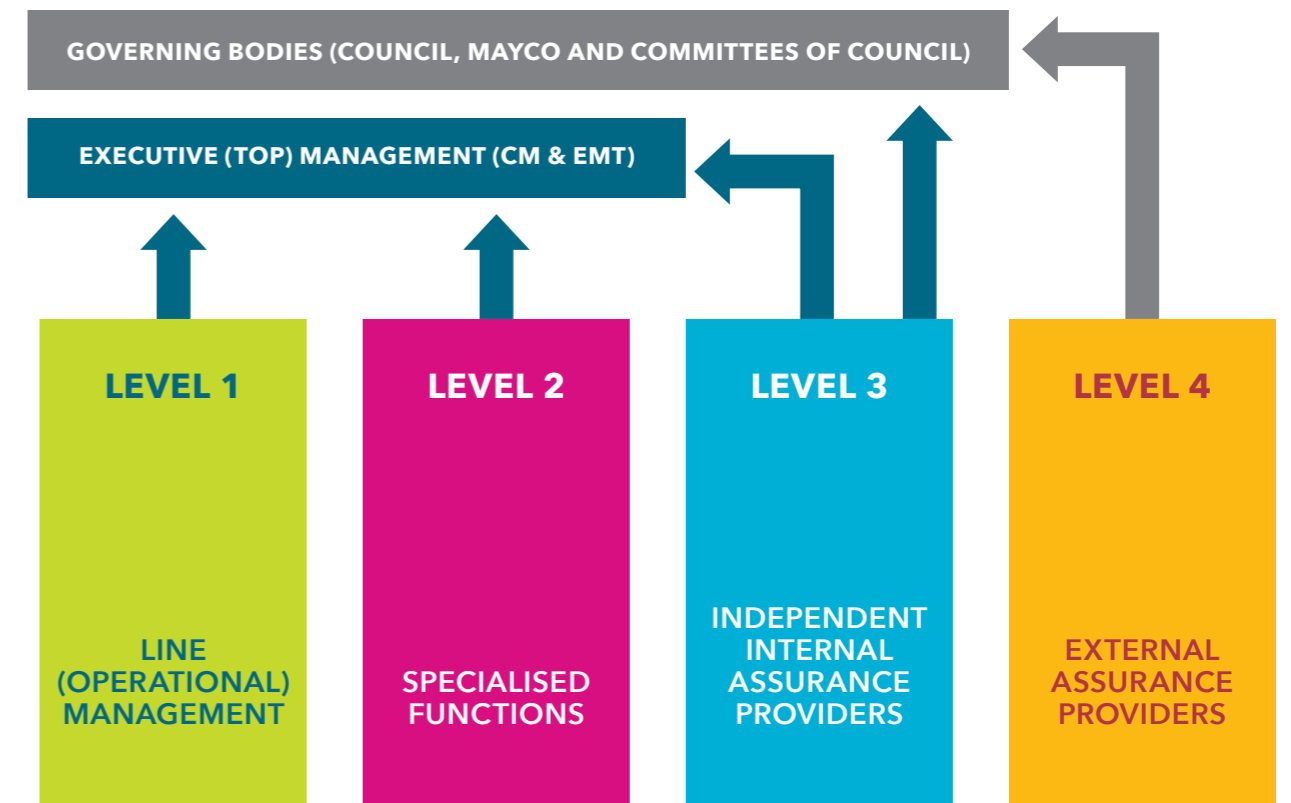 GOVERNING BODIES (COUNCIL, MAYCO AND COMMITTEES OF COUNCIL)
EXECUTIVE (TOP) MANAGEMENT (CM & EMT)
LEVEL 1
LINE
(OPERATIONAL)
MANAGEMENT
LEVEL 2
SPECIALISED
FUNCTIONS
LEVEL 3
INDEPENDENT
INTERNAL
ASSURANCE
PROVIDERS
LEVEL 4
EXTERNAL
ASSURANCE
PROVIDERS